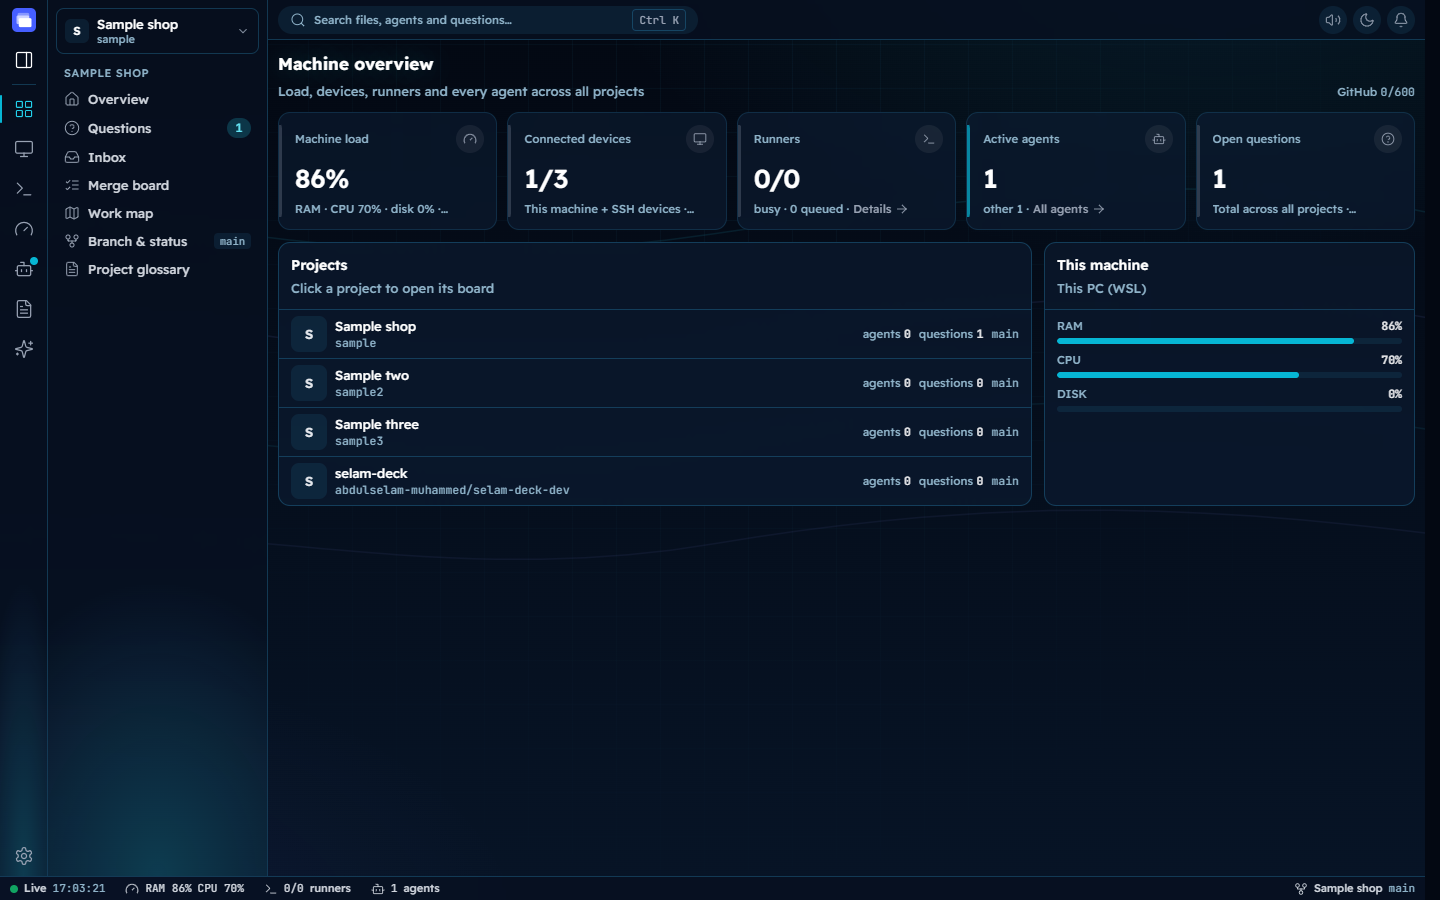 Sample shop
sample
SAMPLE SHOP
Overview
Questions 1
Inbox
Merge board
Work map
Branch & status main
Project glossary
Search files, agents and questions… Ctrl K
Machine overview
Load, devices, runners and every agent across all projects
GitHub 0/600
Machine load
86%
RAM · CPU 70% · disk 0% ·…
Connected devices
1/3
This machine + SSH devices ·…
Runners
0/0
busy · 0 queued · Details →
Active agents
1
other 1 · All agents →
Open questions
1
Total across all projects ·…
Projects
Click a project to open its board
S Sample shop
sample
agents 0 questions 1 main
S Sample two
sample2
agents 0 questions 0 main
S Sample three
sample3
agents 0 questions 0 main
S selam-deck
abdulselam-muhammed/selam-deck-dev
agents 0 questions 0 main
This machine
This PC (WSL)
RAM 86%
CPU 70%
DISK 0%
Live 17:03:21 RAM 86% CPU 70% 0/0 runners 1 agents Sample shop main